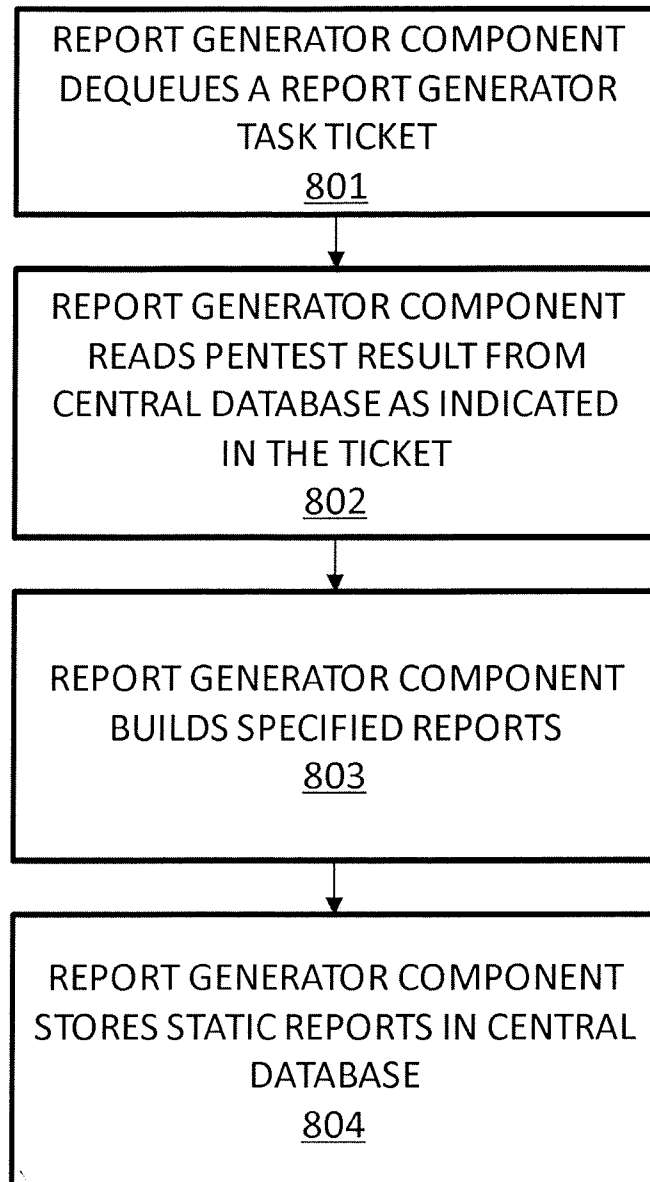 REPORT GENERATOR COMPONENT
DEQUEUES A REPORT GENERATOR
TASK TICKET
801
REPORT GENERATOR COMPONENT
READS PENTEST RESULT FROM
CENTRAL DATABASE AS INDICATED
IN THE TICKET
802
REPORT GENERATOR COMPONENT
BUILDS SPECIFIED REPORTS
803
REPORT GENERATOR COMPONENT
STORES STATIC REPORTS IN CENTRAL
DATABASE
804